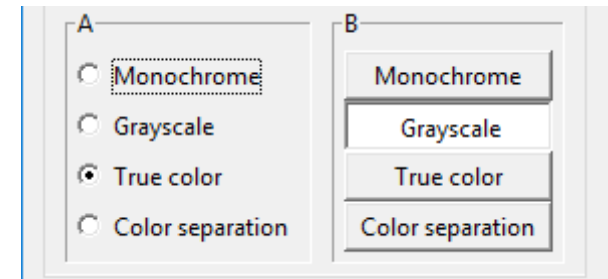 A
Monochrome
Grayscale
True color
Color separation
B
Monochrome
Grayscale
True color
Color separation